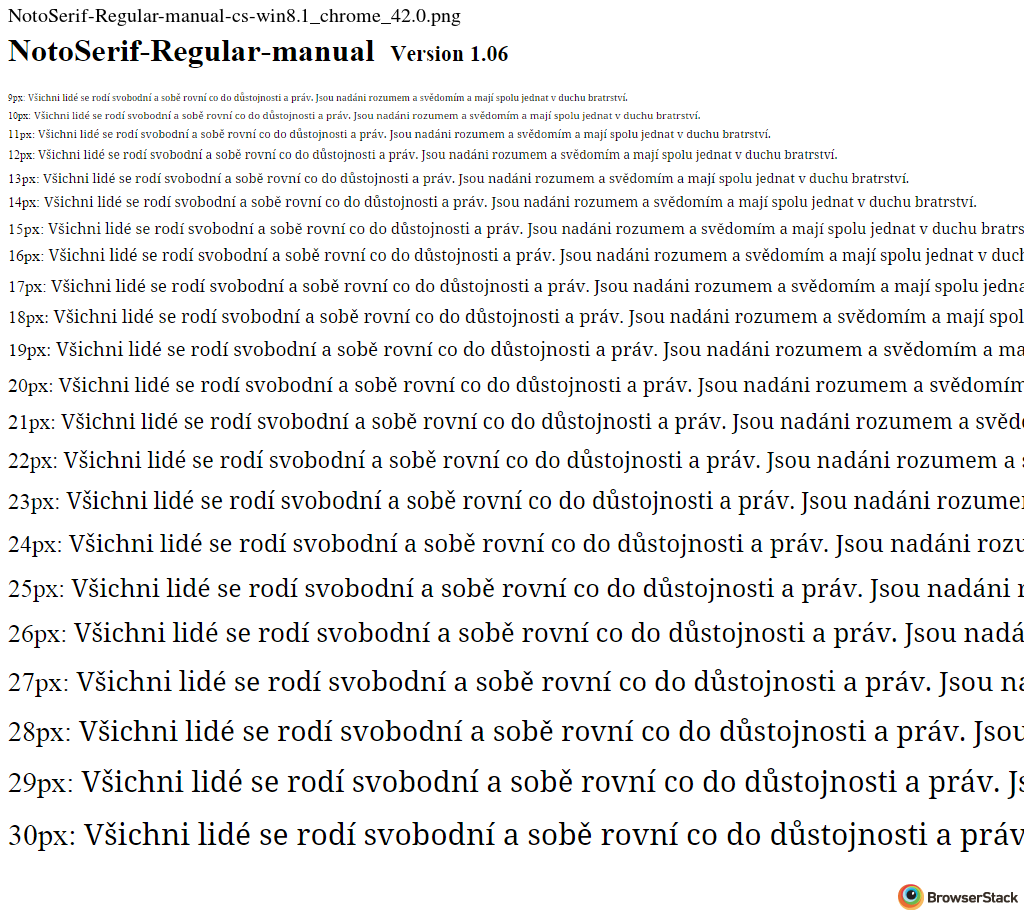 NotoSerif-Regular-manual-cs-win8.1_chrome_42.0.png
NotoSerif-Regular-manual Version 1.06
9px: Všichni lidé se rodí svobodní a sobě rovní co do důstojnosti a práv. Jsou nadáni rozumem a svědomím a mají spolu jednat v duchu bratrství.
10px: Všichni lidé se rodí svobodní a sobě rovní co do důstojnosti a práv. Jsou nadáni rozumem a svědomím a mají spolu jednat v duchu bratrství.
11px: Všichni lidé se rodí svobodní a sobě rovní co do důstojnosti a práv. Jsou nadáni rozumem a svědomím a mají spolu jednat v duchu bratrství.
12px: Všichni lidé se rodí svobodní a sobě rovní co do důstojnosti a práv. Jsou nadáni rozumem a svědomím a mají spolu jednat v duchu bratrství.
13px: Všichni lidé se rodí svobodní a sobě rovní co do důstojnosti a práv. Jsou nadáni rozumem a svědomím a mají spolu jednat v duchu bratrství.
14px: Všichni lidé se rodí svobodní a sobě rovní co do důstojnosti a práv. Jsou nadáni rozumem a svědomím a mají spolu jednat v duchu bratrství.
15px: Všichni lidé se rodí svobodní a sobě rovní co do důstojnosti a práv. Jsou nadáni rozumem a svědomím a mají spolu jednat v duchu bratrs
16px: Všichni lidé se rodí svobodní a sobě rovní co do důstojnosti a práv. Jsou nadáni rozumem a svědomím a mají spolu jednat v duch
17px: Všichni lidé se rodí svobodní a sobě rovní co do důstojnosti a práv. Jsou nadáni rozumem a svědomím a mají spolu jedna
18px: Všichni lidé se rodí svobodní a sobě rovní co do důstojnosti a práv. Jsou nadáni rozumem a svědomím a mají spol
19px: Všichni lidé se rodí svobodní a sobě rovní co do důstojnosti a práv. Jsou nadáni rozumem a svědomím a ma
20px: Všichni lidé se rodí svobodní a sobě rovní co do důstojnosti a práv. Jsou nadáni rozumem a svědomím
21px: Všichni lidé se rodí svobodní a sobě rovní co do důstojnosti a práv. Jsou nadáni rozumem a svědo
22px: Všichni lidé se rodí svobodní a sobě rovní co do důstojnosti a práv. Jsou nadáni rozumem a s
23px: Všichni lidé se rodí svobodní a sobě rovní co do důstojnosti a práv. Jsou nadáni rozumem
24px: Všichni lidé se rodí svobodní a sobě rovní co do důstojnosti a práv. Jsou nadáni rozu
25px: Všichni lidé se rodí svobodní a sobě rovní co do důstojnosti a práv. Jsou nadáni r
26px: Všichni lidé se rodí svobodní a sobě rovní co do důstojnosti a práv. Jsou nadá
27px: Všichni lidé se rodí svobodní a sobě rovní co do důstojnosti a práv. Jsou na
28px: Všichni lidé se rodí svobodní a sobě rovní co do důstojnosti a práv. Jsou
29px: Všichni lidé se rodí svobodní a sobě rovní co do důstojnosti a práv. Js
30px: Všichni lidé se rodí svobodní a sobě rovní co do důstojnosti a práv
BrowserStack